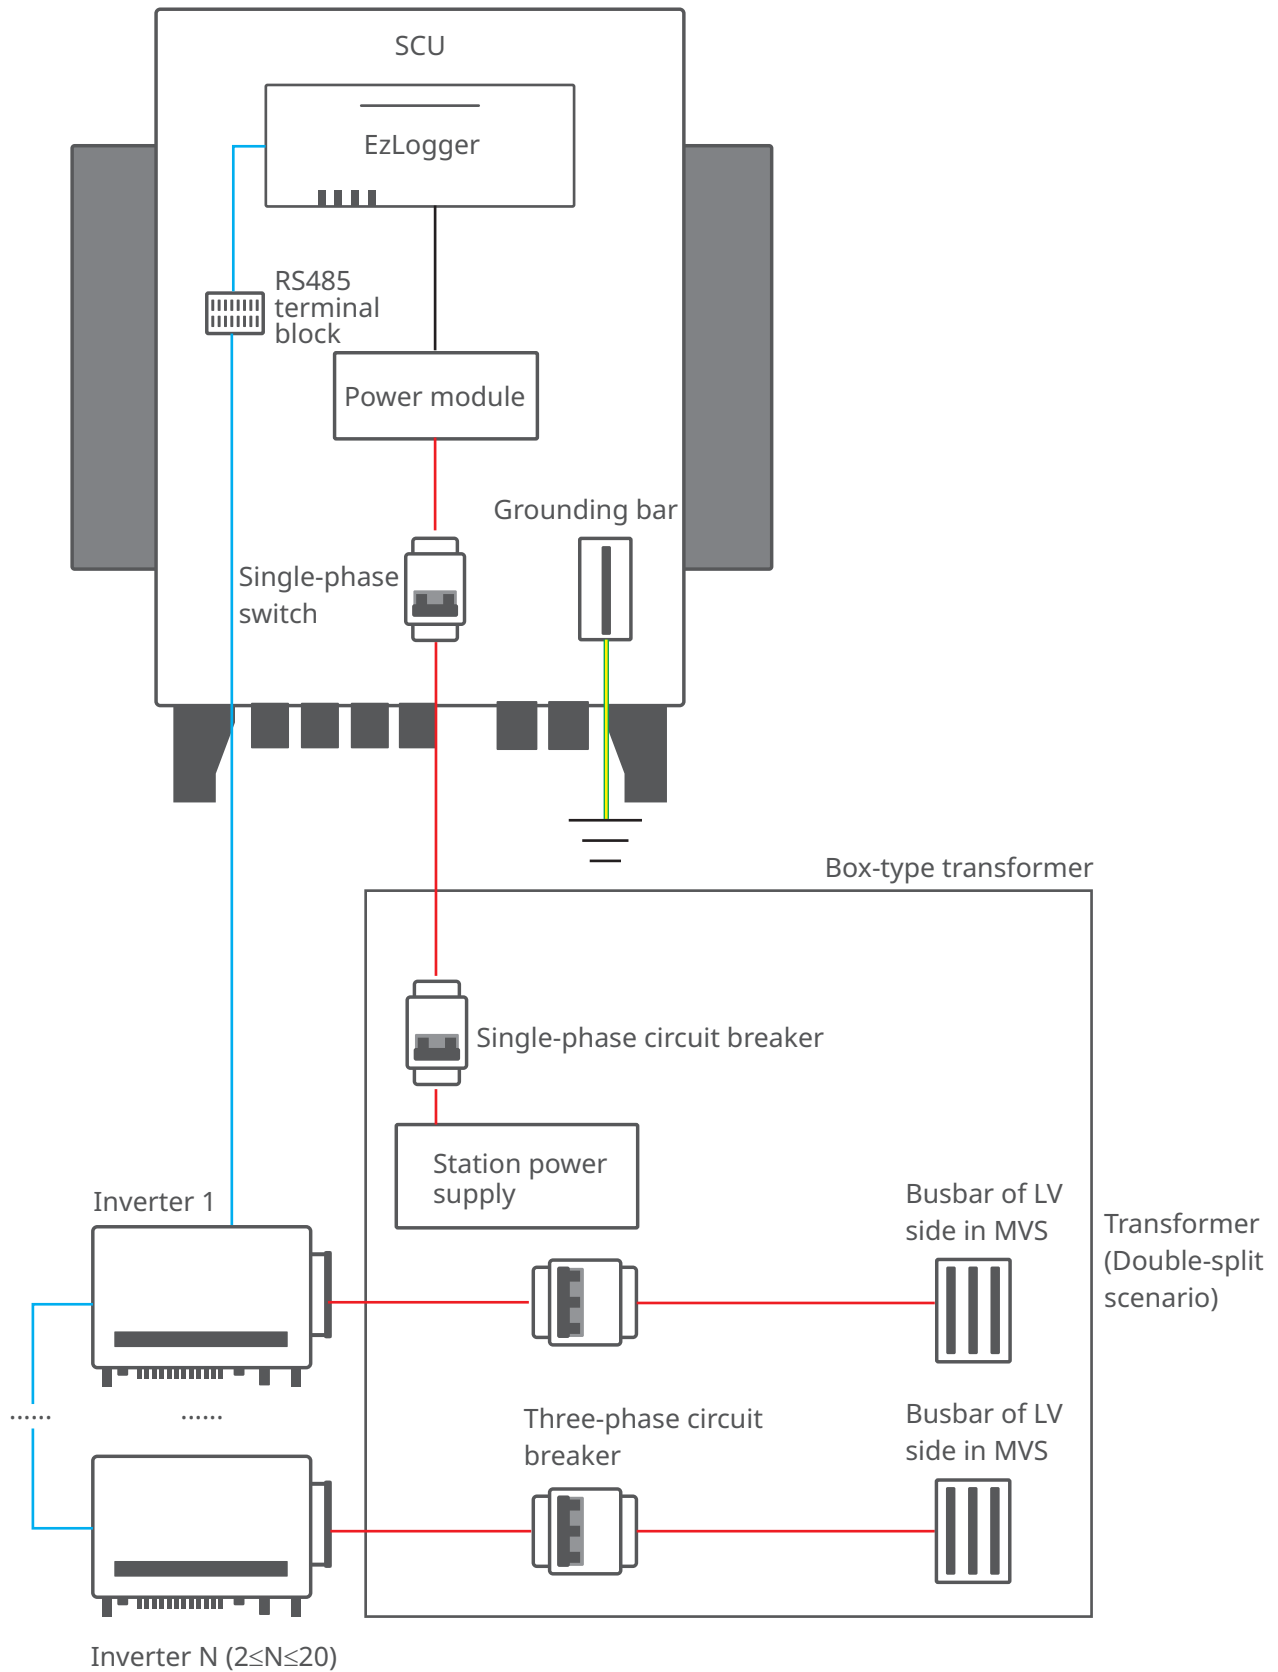 SCU
EzLogger
RS485
terminal
block
Power module
Grounding bar
Single-phase
switch
Box-type transformer
Single-phase circuit breaker
Station power
supply
Inverter 1
Busbar of LV
side in MVS
Transformer
(Double-split
scenario)
......
......
Three-phase circuit
breaker
Busbar of LV
side in MVS
Inverter N (2≤N≤20)